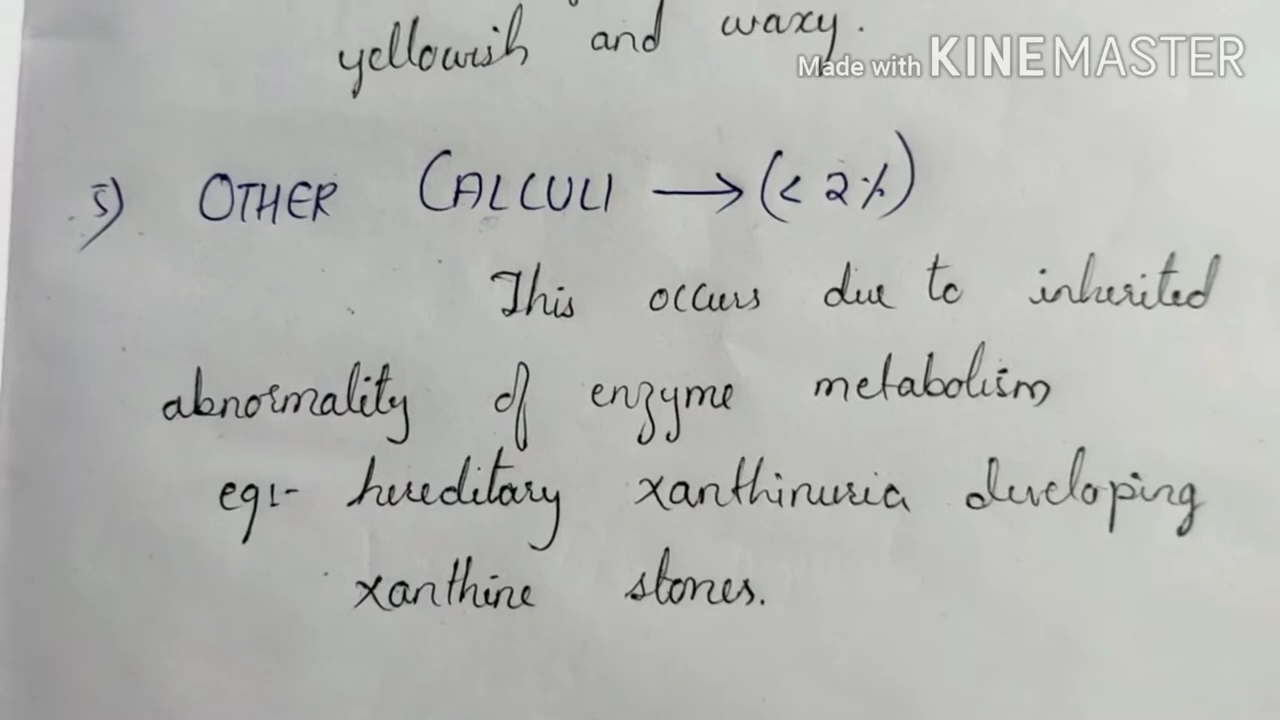 yellowish and waxy.
Made with KINEMASTER
5) OTHER CALCULI → (< 2%)
This occurs due to inherited
abnormality of enzyme metabolism
eg:- hereditary xanthinuria developing
xanthine stones.